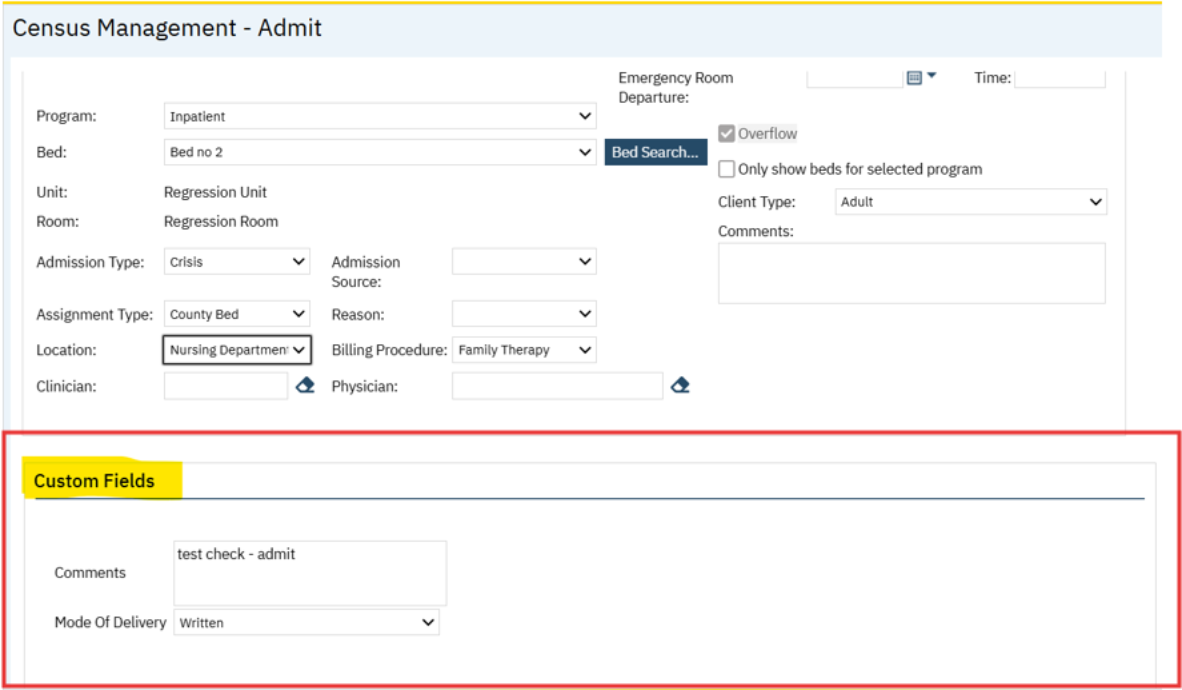 Census Management - Admit
Emergency Room Departure:
Time:
Program:
Inpatient
Overflow
Bed:
Bed no 2
Bed Search...
Only show beds for selected program
Unit:
Regression Unit
Client Type:
Adult
Room:
Regression Room
Comments:
Admission Type:
Crisis
Admission Source:
Assignment Type:
County Bed
Reason:
Location:
Nursing Department
Billing Procedure:
Family Therapy
Clinician:
Physician:
Custom Fields
Comments
test check - admit
Mode Of Delivery
Written